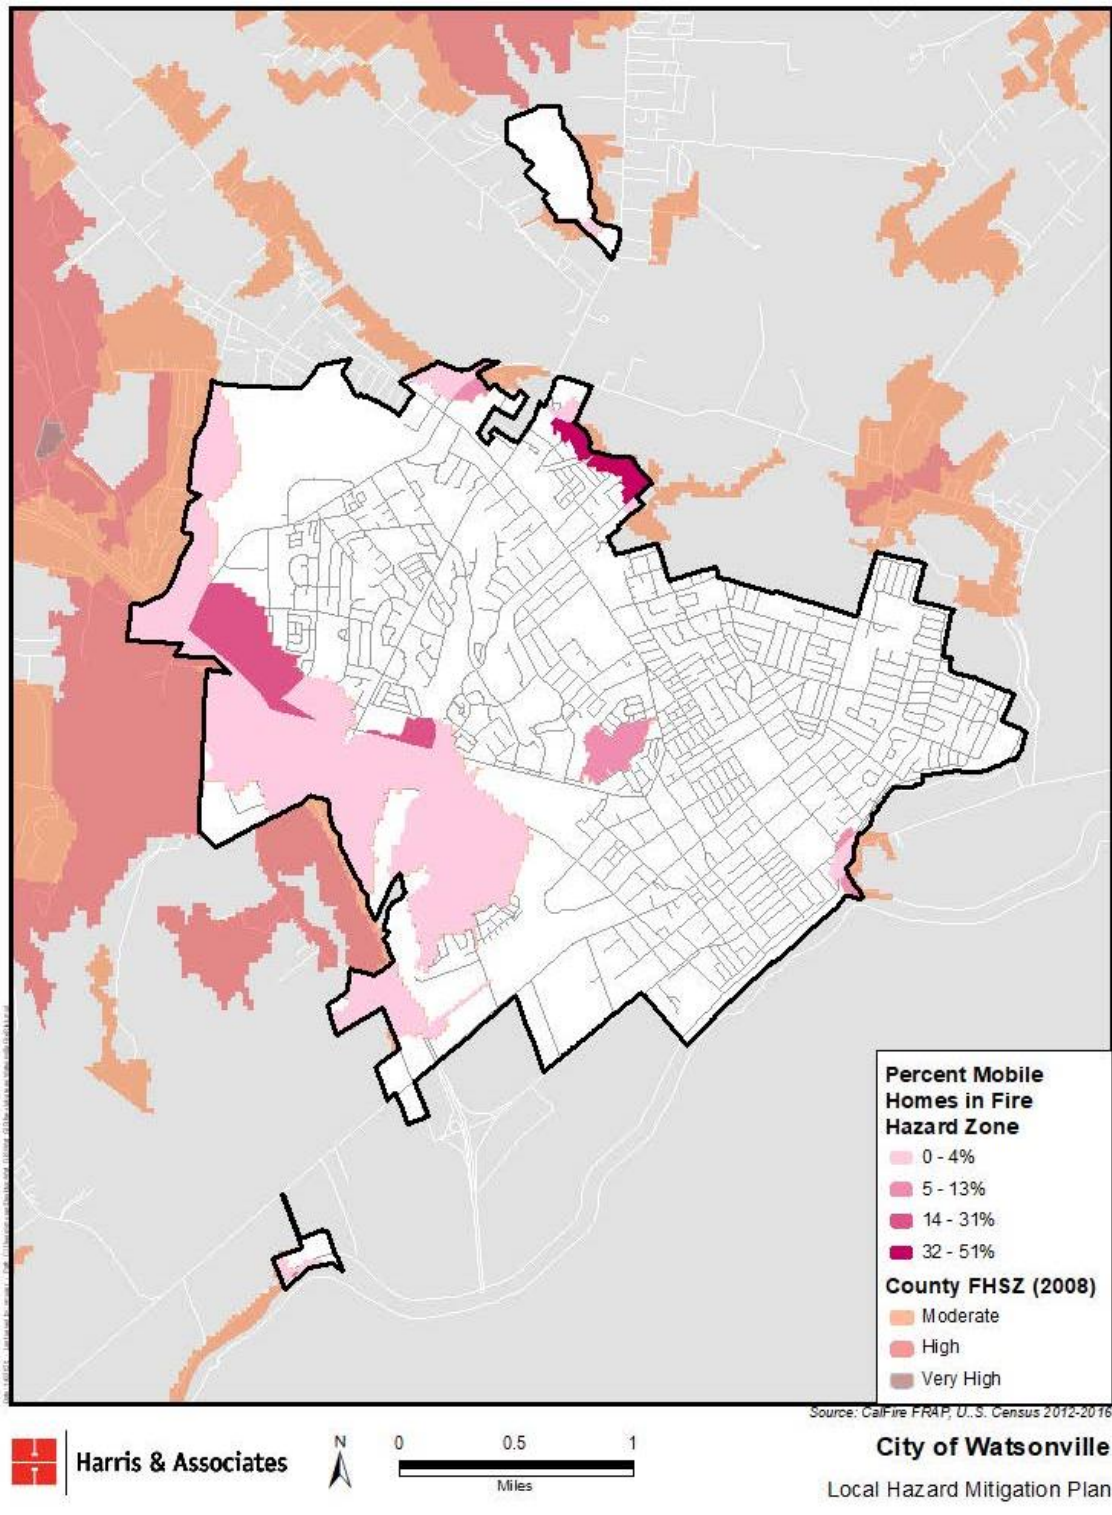 Percent Mobile
Homes in Fire
Hazard Zone
0 - 4%
5 - 13%
14 - 31%
32 - 51%
County FHSZ (2008)
Moderate
High
Very High
Source: CalFire FRAP, U.S. Census 2012-2016
Harris & Associates
N
0 0.5 1
Miles
City of Watsonville
Local Hazard Mitigation Plan